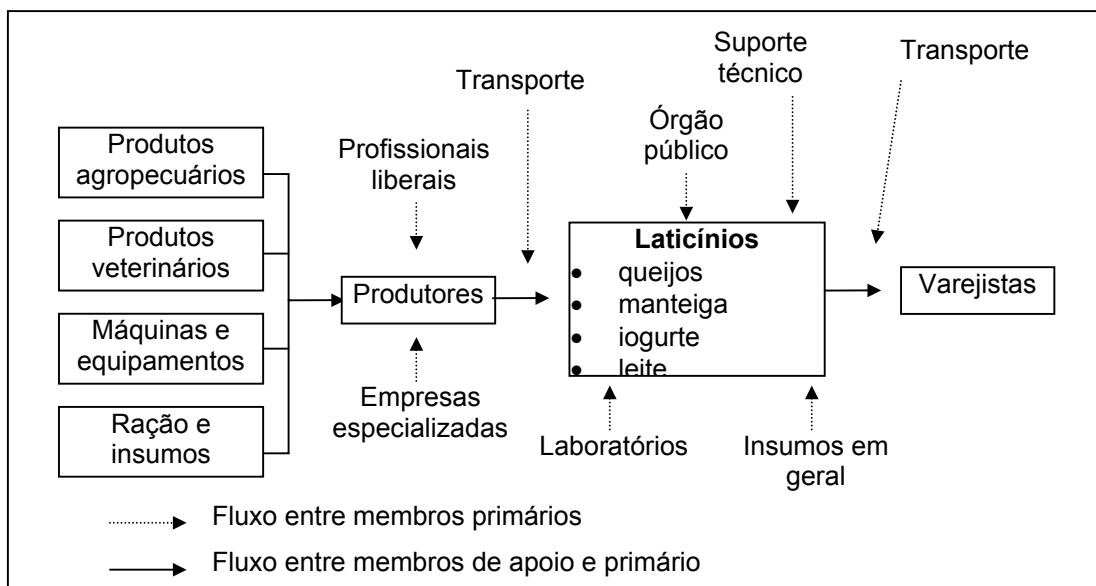 Produtos
agropecuários
Produtos
veterinários
Máquinas e
equipamentos
Ração e
insumos
Profissionais
liberais
Produtores
Empresas
especializadas
Transporte
Órgão
público
Suporte
técnico
Laticínios
• queijos
• manteiga
• iogurte
• leite
Laboratórios
Insumos em
geral
Transporte
Varejistas
Fluxo entre membros primários
Fluxo entre membros de apoio e primário